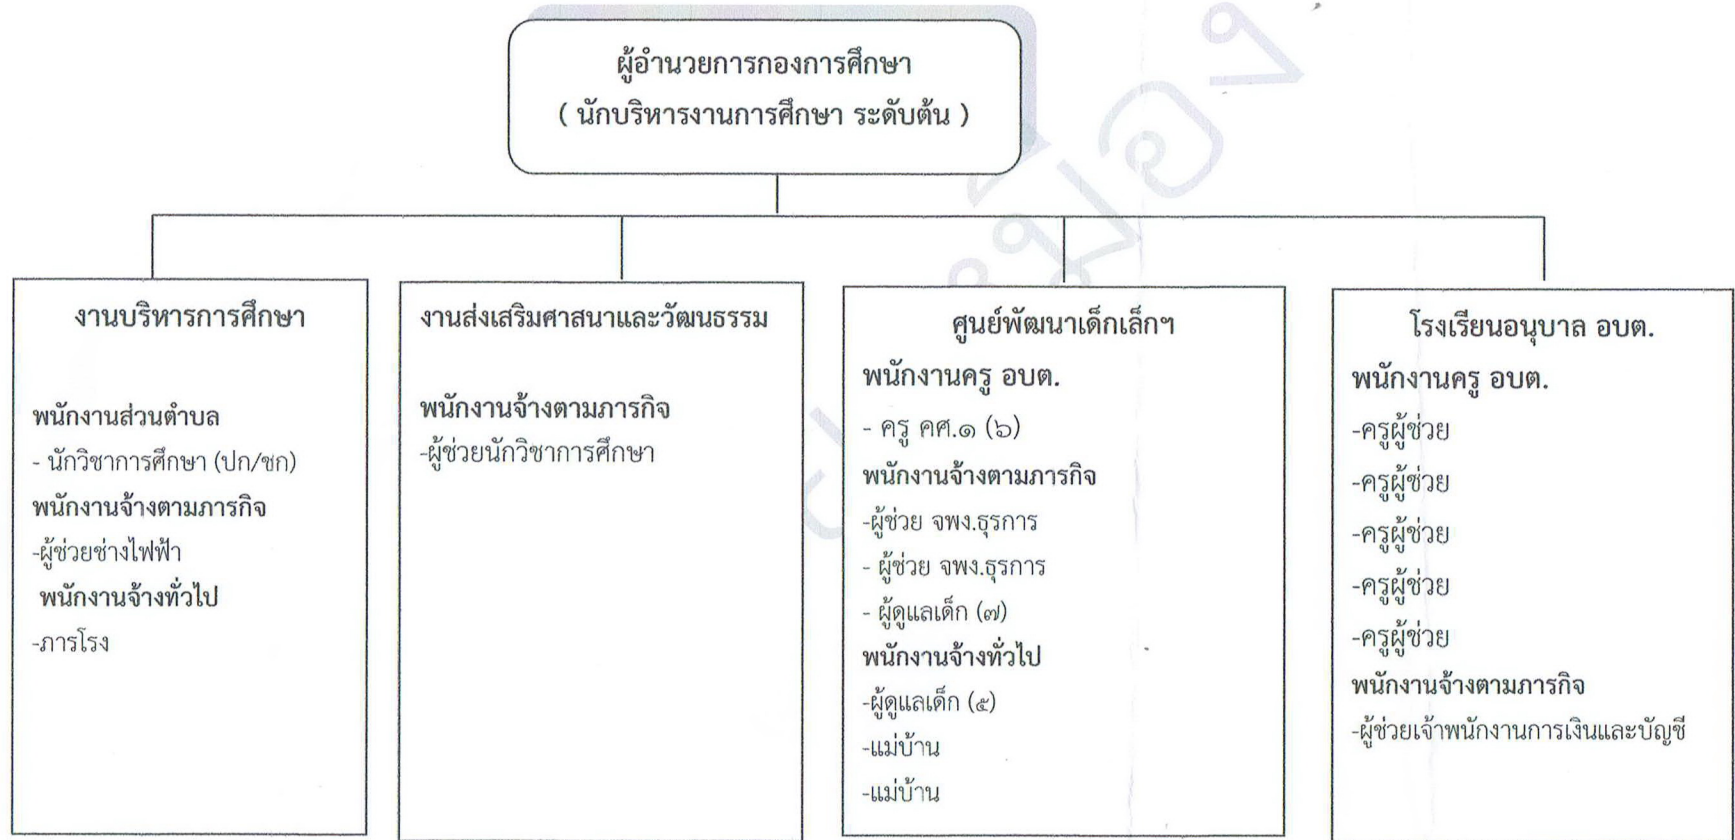 ผู้อำนวยการกองการศึกษา
( นักบริหารงานการศึกษา ระดับต้น )
งานบริหารการศึกษา
พนักงานส่วนตำบล
- นักวิชาการศึกษา (ปก/ชก)
พนักงานจ้างตามภารกิจ
-ผู้ช่วยช่างไฟฟ้า
พนักงานจ้างทั่วไป
-ภารโรง
งานส่งเสริมศาสนาและวัฒนธรรม
พนักงานจ้างตามภารกิจ
-ผู้ช่วยนักวิชาการศึกษา
ศูนย์พัฒนาเด็กเล็กฯ
พนักงานครู อบต.
- ครู คศ.๑ (๖)
พนักงานจ้างตามภารกิจ
-ผู้ช่วย จพง.ธุรการ
- ผู้ช่วย จพง.ธุรการ
- ผู้ดูแลเด็ก (๗)
พนักงานจ้างทั่วไป
-ผู้ดูแลเด็ก (๕)
-แม่บ้าน
-แม่บ้าน
โรงเรียนอนุบาล อบต.
พนักงานครู อบต.
-ครูผู้ช่วย
-ครูผู้ช่วย
-ครูผู้ช่วย
-ครูผู้ช่วย
-ครูผู้ช่วย
พนักงานจ้างตามภารกิจ
-ผู้ช่วยเจ้าพนักงานการเงินและบัญชี